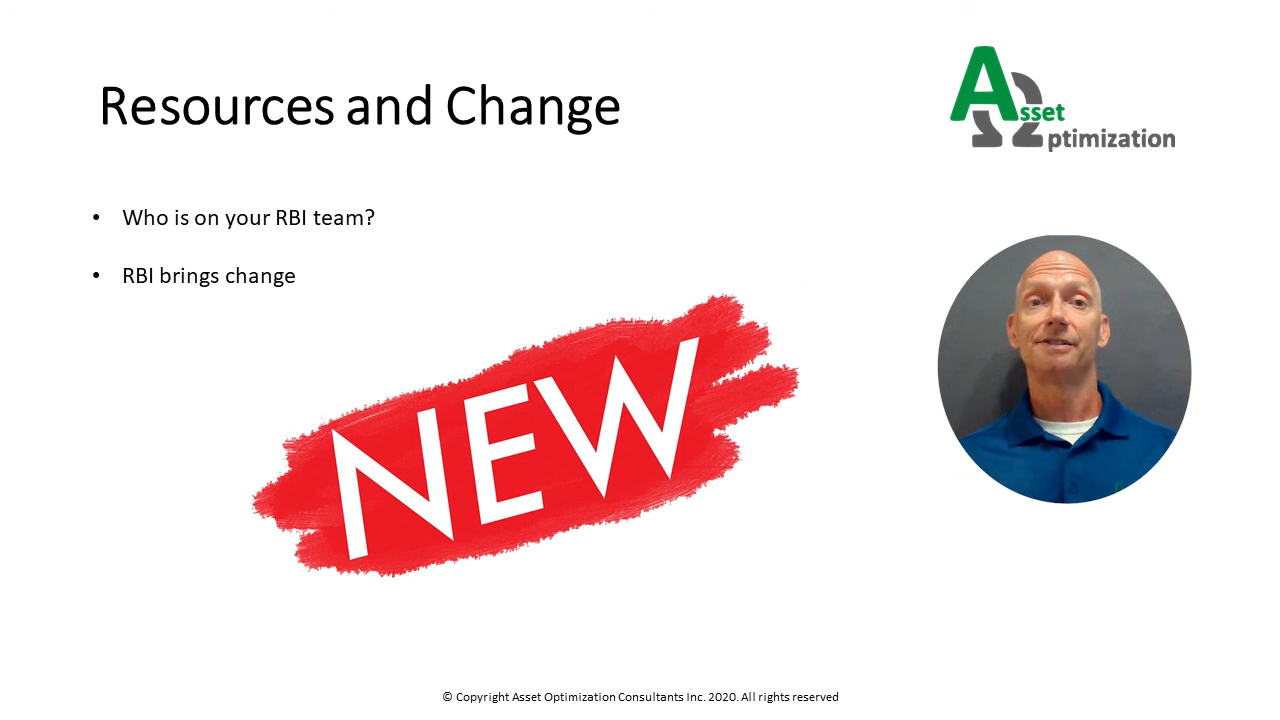 Resources and Change
Asset
Optimization
• Who is on your RBI team?
• RBI brings change
NEW
© Copyright Asset Optimization Consultants Inc. 2020. All rights reserved